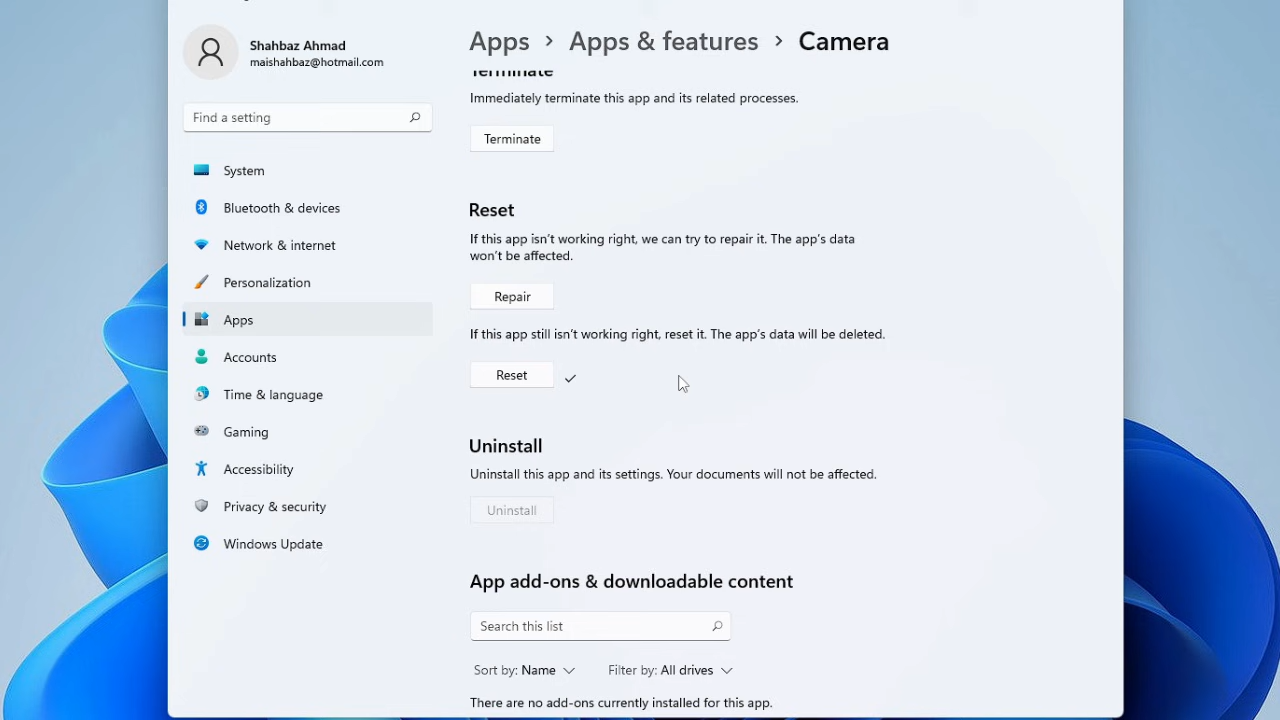 Shahbaz Ahmad
maishahbaz@hotmail.com
Find a setting
System
Bluetooth & devices
Network & internet
Personalization
Apps
Accounts
Time & language
Gaming
Accessibility
Privacy & security
Windows Update
Apps > Apps & features > Camera
Terminate
Immediately terminate this app and its related processes.
Terminate
Reset
If this app isn't working right, we can try to repair it. The app's data
won't be affected.
Repair
If this app still isn't working right, reset it. The app's data will be deleted.
Reset
Uninstall
Uninstall this app and its settings. Your documents will not be affected.
Uninstall
App add-ons & downloadable content
Search this list
Sort by: Name Filter by: All drives
There are no add-ons currently installed for this app.